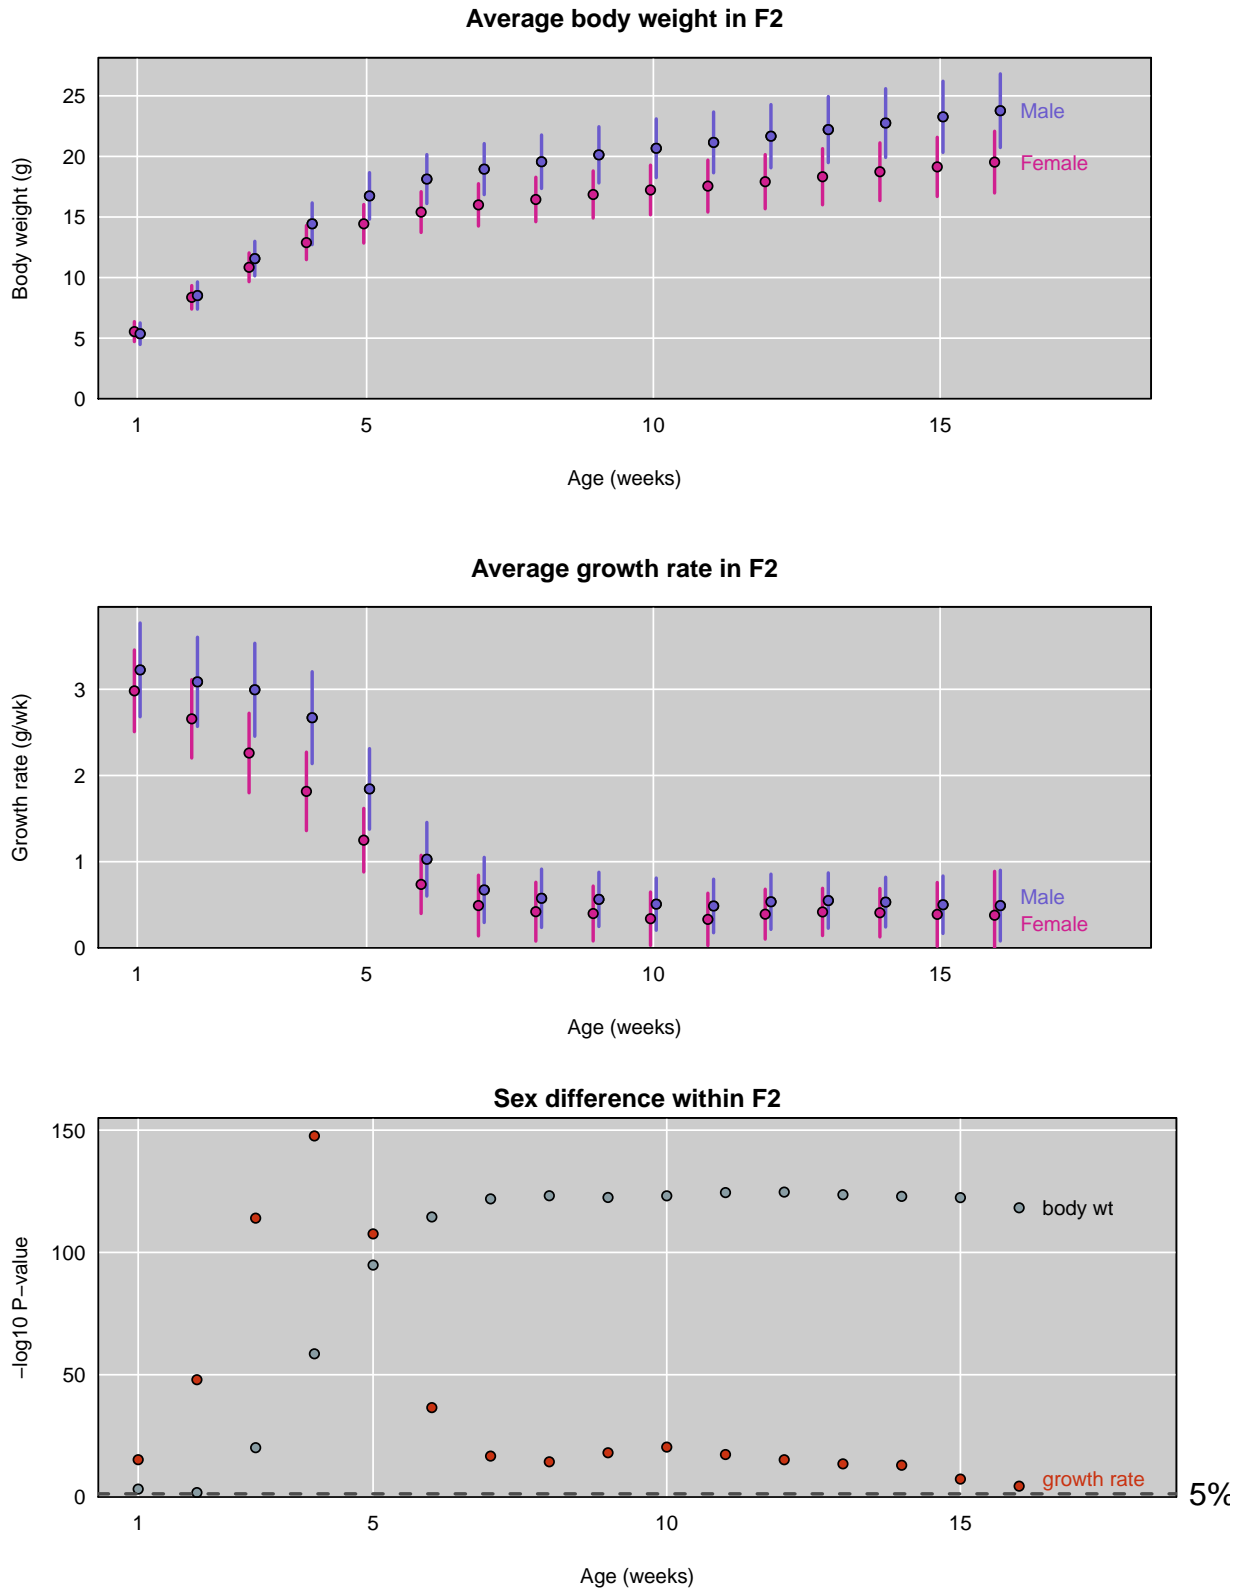 Average body weight in F2
Body weight (g)
25
20
15
10
5
0
Male
Female
1 5 10 15
Age (weeks)
Average growth rate in F2
Growth rate (g/wk)
3
2
1
0
Male
Female
1 5 10 15
Age (weeks)
Sex difference within F2
−log10 P−value
150
100
50
0
body wt
growth rate
5%
1 5 10 15
Age (weeks)